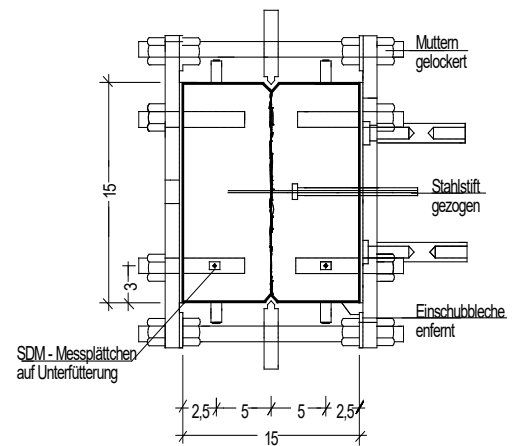 Muttern
gelockert
15
Stahlstift
gezogen
3
Einschubbleche
enfernt
SDM - Messplättchen
auf Unterfütterung
2,5 5 5 2,5
15